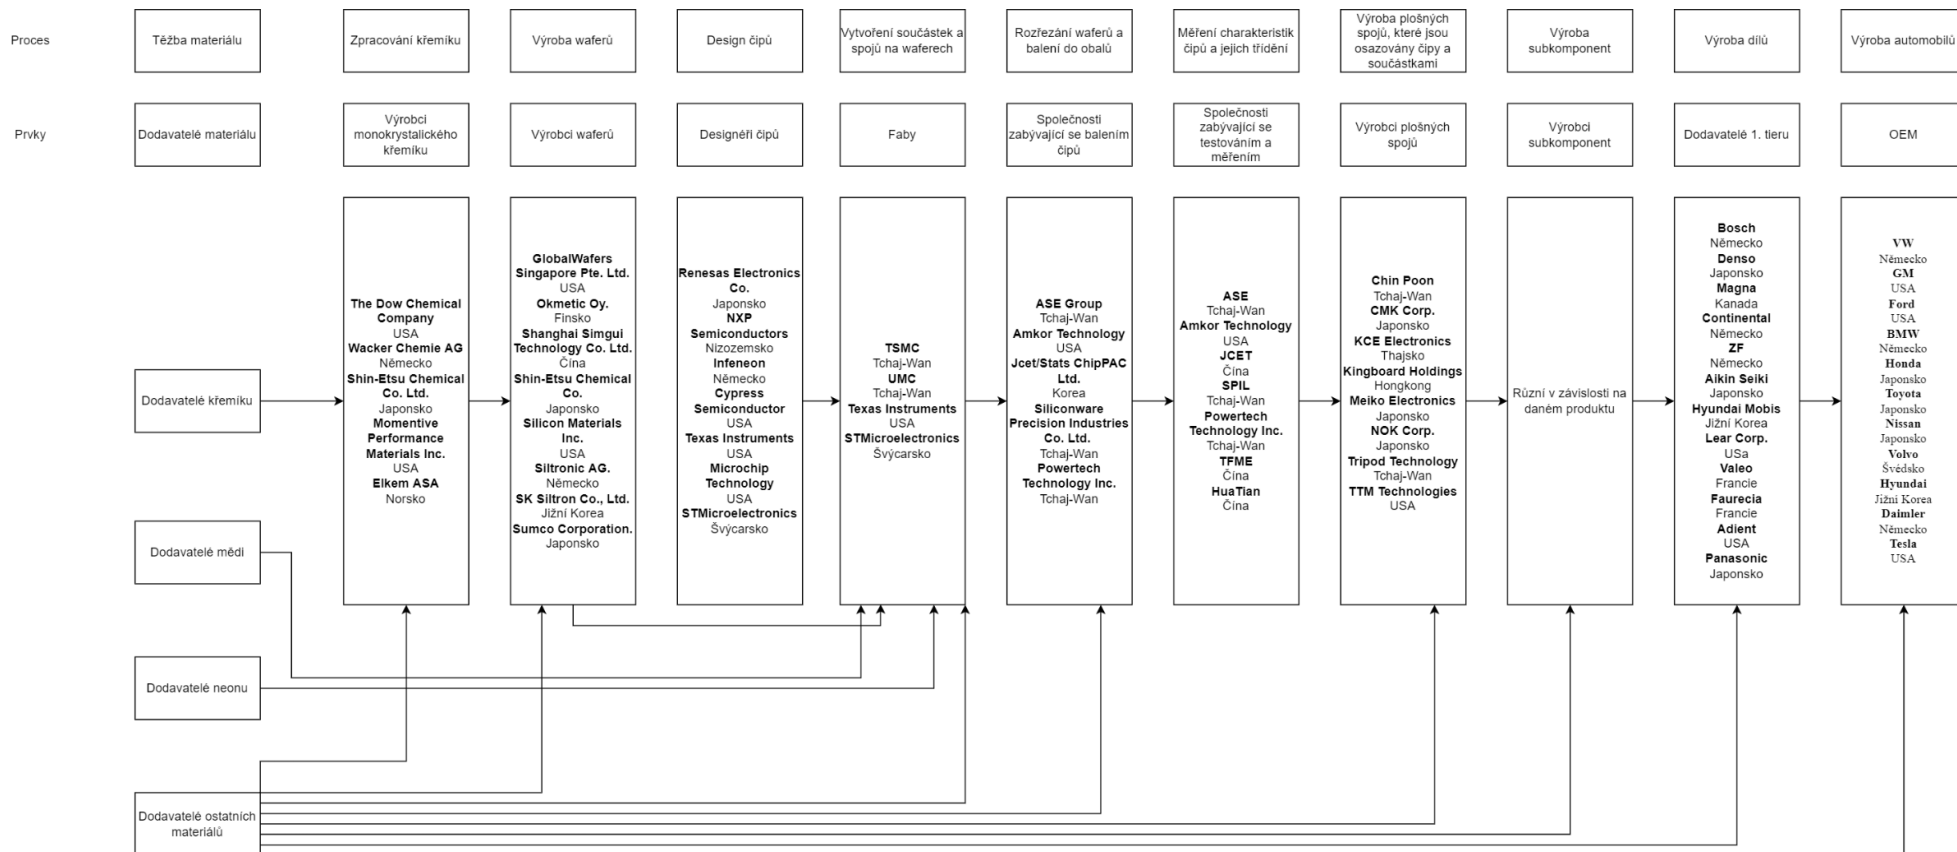 Proces
Těžba materiálu
Zpracování křemíku
Výroba waferů
Design čipů
Vytvoření součástek a
spojů na waferech
Rozřezání waferů a
balení do obalů
Měření charakteristik
čipů a jejich třídění
Výroba plošných
spojů, které jsou
osazovány čipy a
součástkami
Výroba
subkomponent
Výroba dílů
Výroba automobilů
Prvky
Dodavatelé materiálu
Výrobci
monokrystalického
křemíku
Výrobci waferů
Designéři čipů
Faby
Společnosti
zabývající se balením
čipů
Společnosti
zabývající se
testováním a
měřením
Výrobci plošných
spojů
Výrobci
subkomponent
Dodavatelé 1. tieru
OEM
Dodavatelé křemíku
Dodavatelé mědi
Dodavatelé neonu
Dodavatelé ostatních
materiálů
The Dow Chemical
Company
USA
Wacker Chemie AG
Německo
Shin-Etsu Chemical
Co. Ltd.
Japonsko
Momentive
Performance
Materials Inc.
USA
Elkem ASA
Norsko
GlobalWafers
Singapore Pte. Ltd.
USA
Okmetic Oy.
Finsko
Shanghai Simgui
Technology Co. Ltd.
Čína
Shin-Etsu Chemical
Co.
Japonsko
Silicon Materials
Inc.
USA
Siltronic AG.
Německo
SK Siltron Co., Ltd.
Jižní Korea
Sumco Corporation.
Japonsko
Renesas Electronics
Co.
Japonsko
NXP
Semiconductors
Nizozemsko
Infeneon
Německo
Cypress
Semiconductor
USA
Texas Instruments
USA
Microchip
Technology
USA
STMicroelectronics
Švýcarsko
TSMC
Tchaj-Wan
UMC
Tchaj-Wan
Texas Instruments
USA
STMicroelectronics
Švýcarsko
ASE Group
Tchaj-Wan
Amkor Technology
USA
Jcet/Stats ChipPAC
Ltd.
Korea
Siliconware
Precision Industries
Co. Ltd.
Tchaj-Wan
Powertech
Technology Inc.
Tchaj-Wan
ASE
Tchaj-Wan
Amkor Technology
USA
JCET
Čína
SPIL
Tchaj-Wan
Powertech
Technology Inc.
Tchaj-Wan
TFME
Čína
HuaTian
Čína
Chin Poon
Tchaj-Wan
CMK Corp.
Japonsko
KCE Electronics
Thajsko
Kingboard Holdings
Hongkong
Meiko Electronics
Japonsko
NOK Corp.
Japonsko
Tripod Technology
Tchaj-Wan
TTM Technologies
USA
Různí v závislosti na
daném produktu
Bosch
Německo
Denso
Japonsko
Magna
Kanada
Continental
Německo
ZF
Německo
Aikin Seiki
Japonsko
Hyundai Mobis
Jižní Korea
Lear Corp.
USa
Valeo
Francie
Faurecia
Francie
Adient
USA
Panasonic
Japonsko
VW
Německo
GM
USA
Ford
USA
BMW
Německo
Honda
Japonsko
Toyota
Japonsko
Nissan
Japonsko
Volvo
Švédsko
Hyundai
Jižní Korea
Daimler
Německo
Tesla
USA